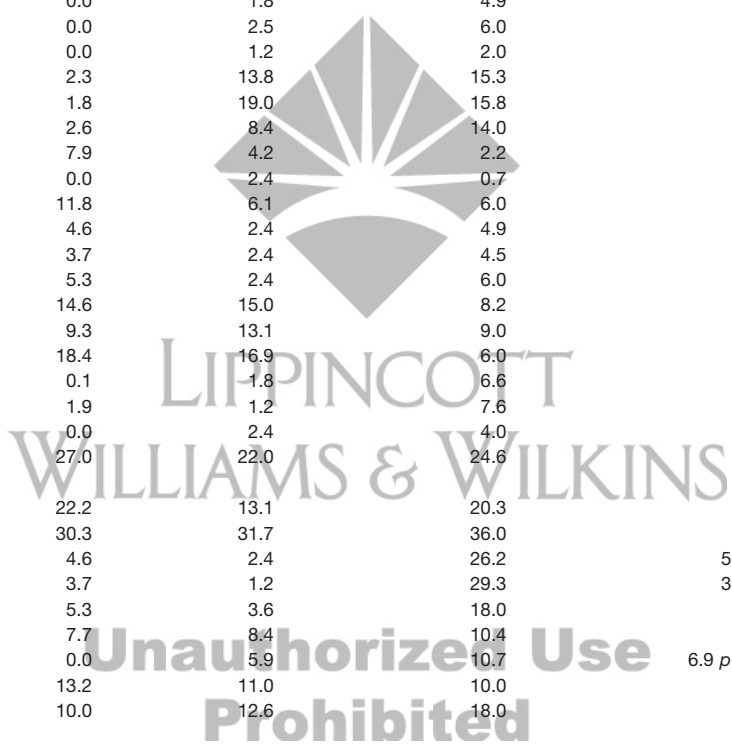 0.0 1.8 4.9
0.0 2.5 6.0
0.0 1.2 2.0
2.3 13.8 15.3
1.8 19.0 15.8
2.6 8.4 14.0
7.9 4.2 2.2
0.0 2.4 0.7
11.8 6.1 6.0
4.6 2.4 4.9
3.7 2.4 4.5
5.3 2.4 6.0
14.6 15.0 8.2
9.3 13.1 9.0
18.4 16.9 6.0
LIPPINCOTT
0.1 1.8 6.6
1.9 1.2 7.6
0.0 2.4 4.0
27.0 22.0 24.6
WILLIAMS & WILKINS
22.2 13.1 20.3
30.3 31.7 36.0
4.6 2.4 26.2 5
3.7 1.2 29.3 3
5.3 3.6 18.0
7.7 8.4 10.4
Unauthorized Use
0.0 5.9 10.7 6.9 p
13.2 11.0 10.0
10.0 12.6 18.0
Prohibited